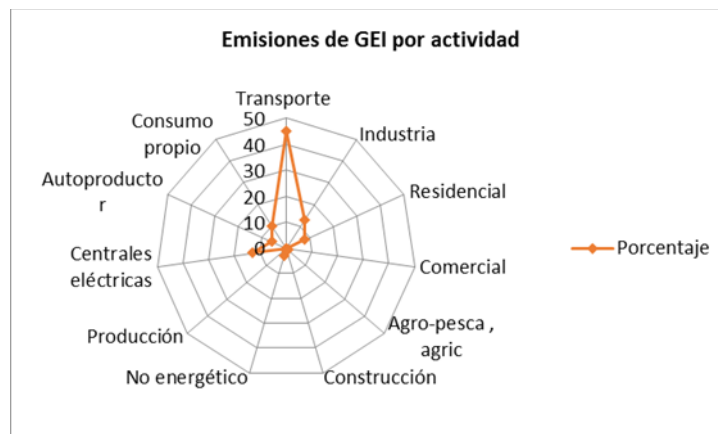 Emisiones de GEI por actividad
Transporte
Industria
Residencial
Comercial
Agro-pesca ,
agric
Construcción
No energético
Producción
Centrales
eléctricas
Autoproducto
r
Consumo
propio
50
40
30
20
10
0
Porcentaje